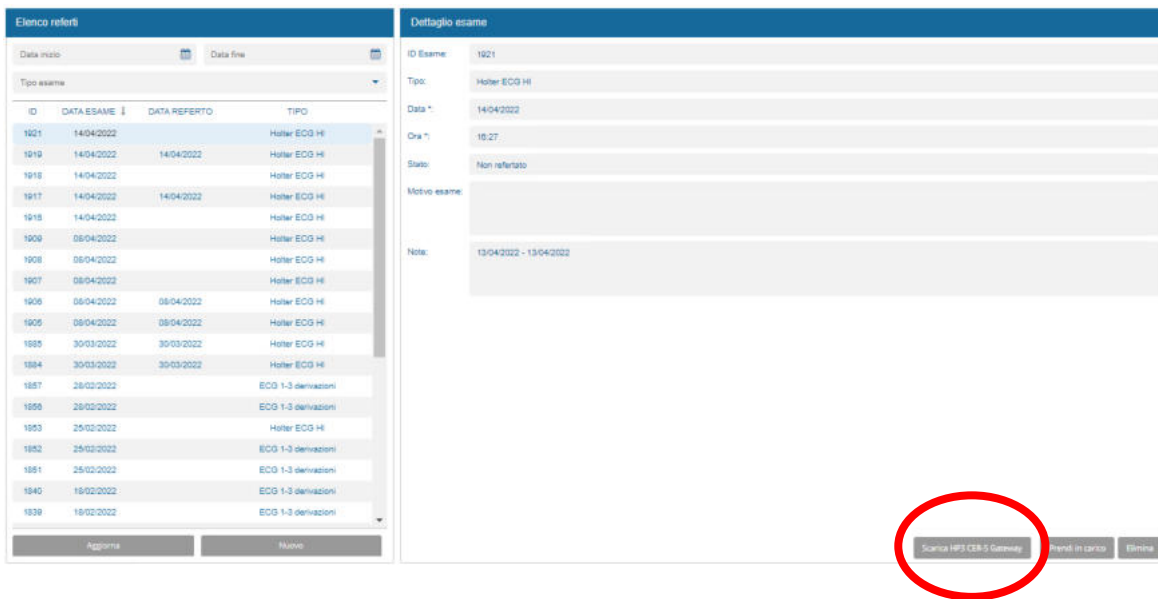 Elenco referti
Data inizio Data fine
Tipo esame
ID DATA ESAME DATA REFERTO TIPO
1921 14/04/2022 Holter ECG HI
1919 14/04/2022 14/04/2022 Holter ECG HI
1918 14/04/2022 Holter ECG HI
1917 14/04/2022 14/04/2022 Holter ECG HI
1916 14/04/2022 Holter ECG HI
1909 08/04/2022 Holter ECG HI
1908 08/04/2022 Holter ECG HI
1907 08/04/2022 Holter ECG HI
1906 08/04/2022 08/04/2022 Holter ECG HI
1905 08/04/2022 08/04/2022 Holter ECG HI
1885 30/03/2022 30/03/2022 Holter ECG HI
1884 30/03/2022 30/03/2022 Holter ECG HI
1857 28/02/2022 ECG 1-3 derivazioni
1856 28/02/2022 ECG 1-3 derivazioni
1853 25/02/2022 Holter ECG HI
1852 25/02/2022 ECG 1-3 derivazioni
1851 25/02/2022 ECG 1-3 derivazioni
1840 18/02/2022 ECG 1-3 derivazioni
1839 18/02/2022 ECG 1-3 derivazioni
Aggiorna Nuovo
Dettaglio esame
ID Esame: 1921
Tipo: Holter ECG HI
Data *: 14/04/2022
Ora *: 16:27
Stato: Non refertato
Motivo esame:
Note: 13/04/2022 - 13/04/2022
Scarica HP3 CER-S Gateway Prendi in carico Elimina